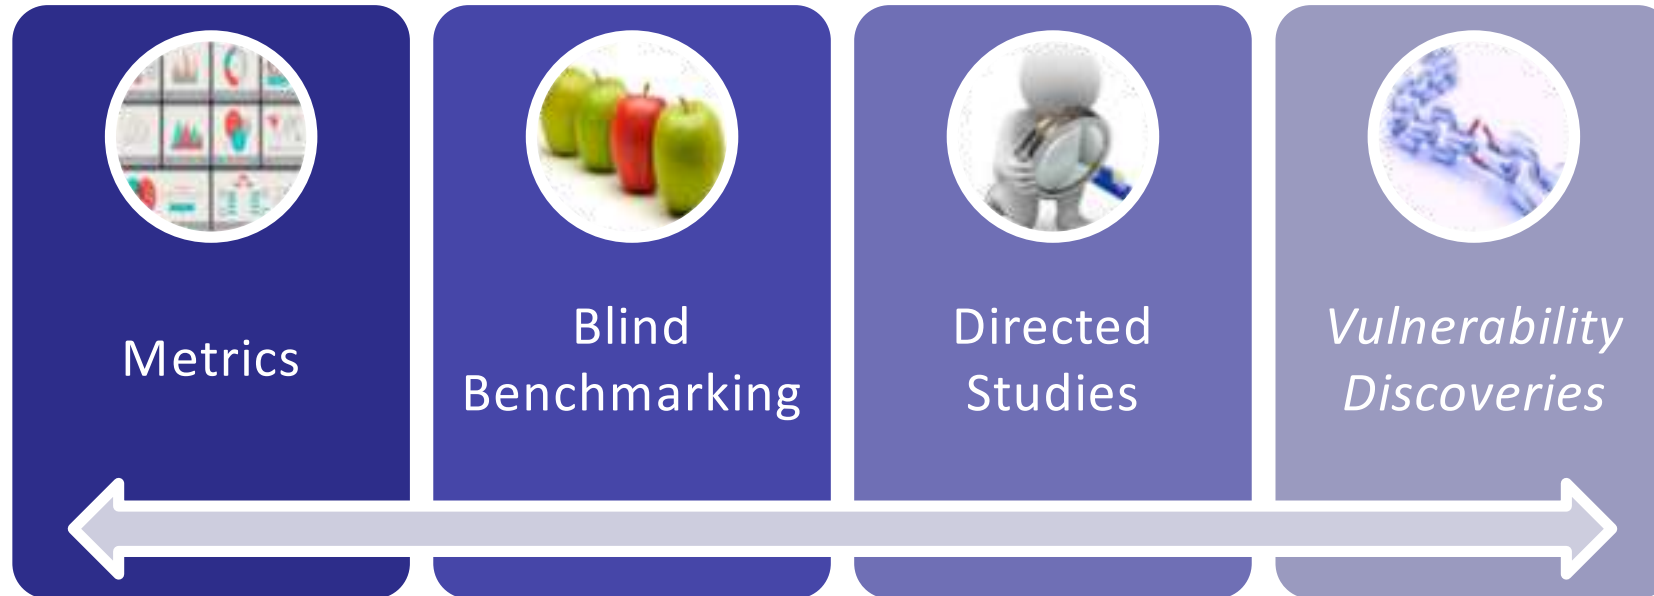 Metrics
Blind
Benchmarking
Directed
Studies
Vulnerability
Discoveries